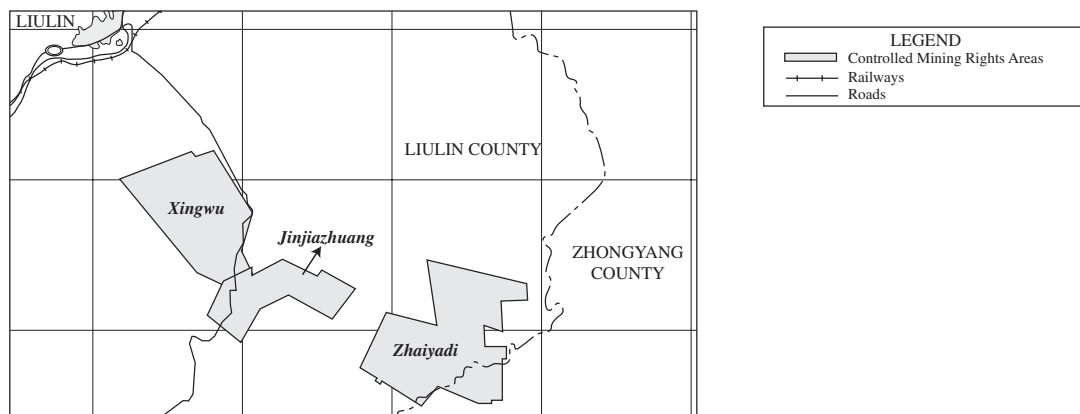 LIULIN
LEGEND
Controlled Mining Rights Areas
Railways
Roads
LIULIN COUNTY
Xingwu
Jinjiazhuang
ZHONGYANG
COUNTY
Zhaiyadi